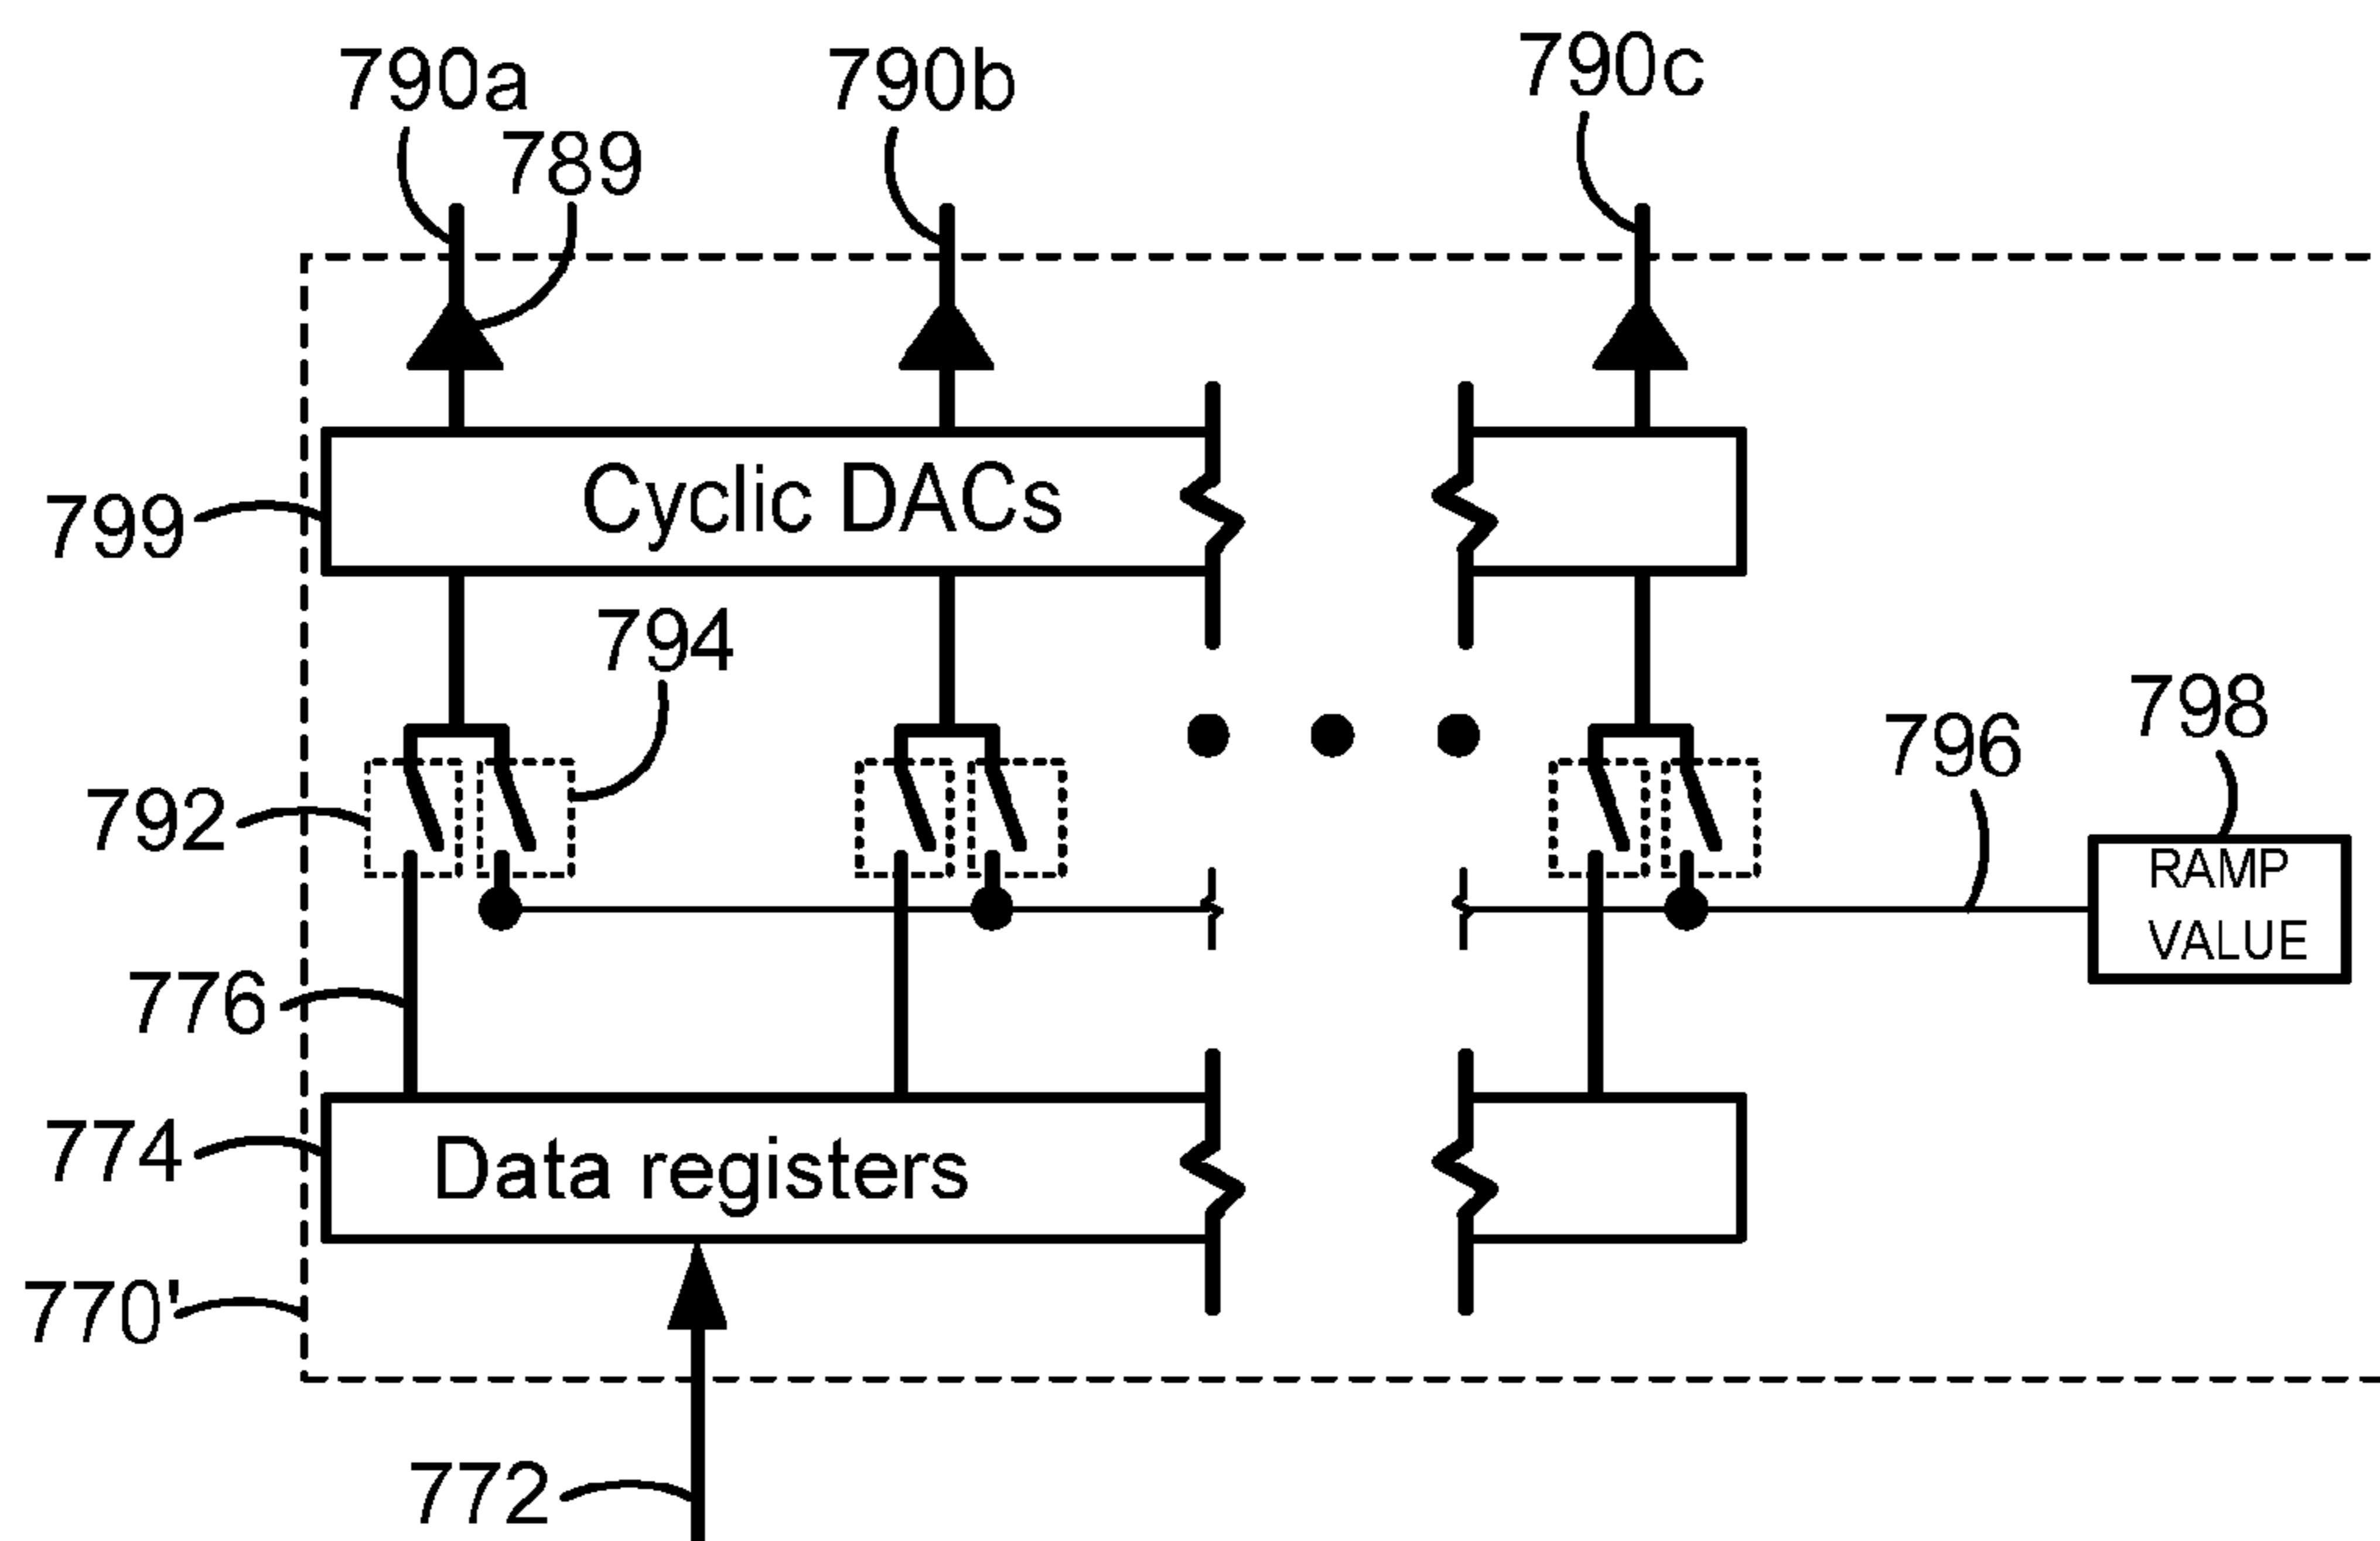 790a
790b
790c
789
799
Cyclic DACs
794
798
796
792
RAMP
VALUE
776
774
Data registers
770'
772